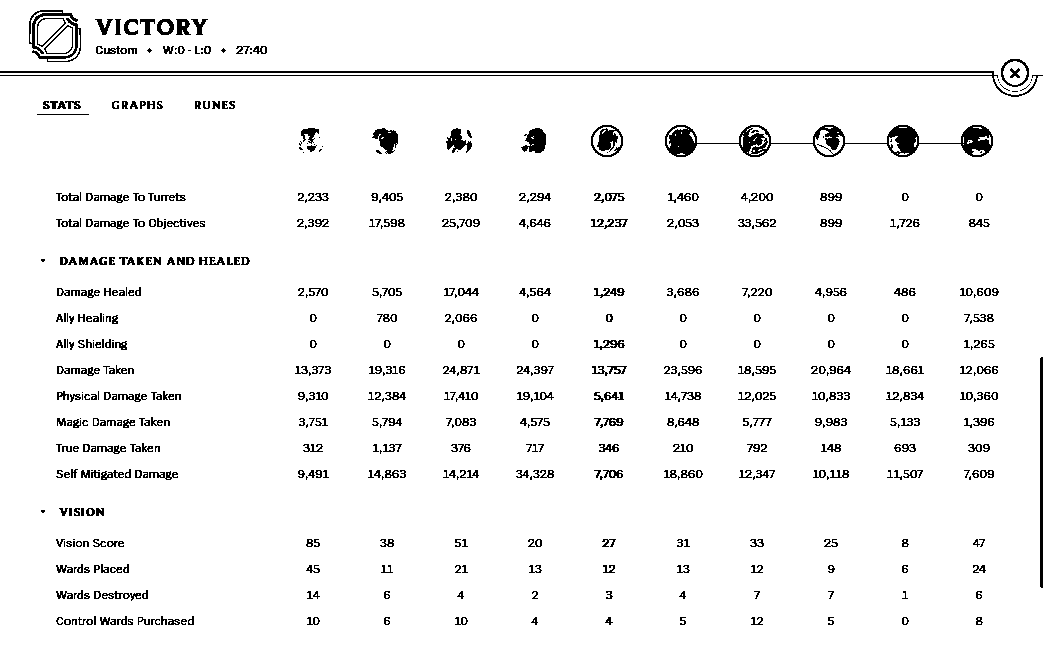 VICTORY
Custom • W:0 - L:0 • 27:40
STATS GRAPHS RUNES
Total Damage To Turrets 2,233 9,405 2,380 2,294 2,075 1,460 4,200 899 0 0
Total Damage To Objectives 2,392 17,598 25,709 4,646 12,237 2,053 33,562 899 1,726 845
DAMAGE TAKEN AND HEALED
Damage Healed 2,570 5,705 17,044 4,564 1,249 3,686 7,220 4,956 486 10,609
Ally Healing 0 780 2,066 0 0 0 0 0 0 7,538
Ally Shielding 0 0 0 0 1,296 0 0 0 0 1,265
Damage Taken 13,373 19,316 24,871 24,397 13,757 23,596 18,595 20,964 18,661 12,066
Physical Damage Taken 9,310 12,384 17,410 19,104 5,641 14,738 12,025 10,833 12,834 10,360
Magic Damage Taken 3,751 5,794 7,083 4,575 7,769 8,648 5,777 9,983 5,133 1,396
True Damage Taken 312 1,137 376 717 346 210 792 148 693 309
Self Mitigated Damage 9,491 14,863 14,214 34,328 7,706 18,860 12,347 10,118 11,507 7,609
VISION
Vision Score 85 38 51 20 27 31 33 25 8 47
Wards Placed 45 11 21 13 12 13 12 9 6 24
Wards Destroyed 14 6 4 2 3 4 7 7 1 6
Control Wards Purchased 10 6 10 4 4 5 12 5 0 8